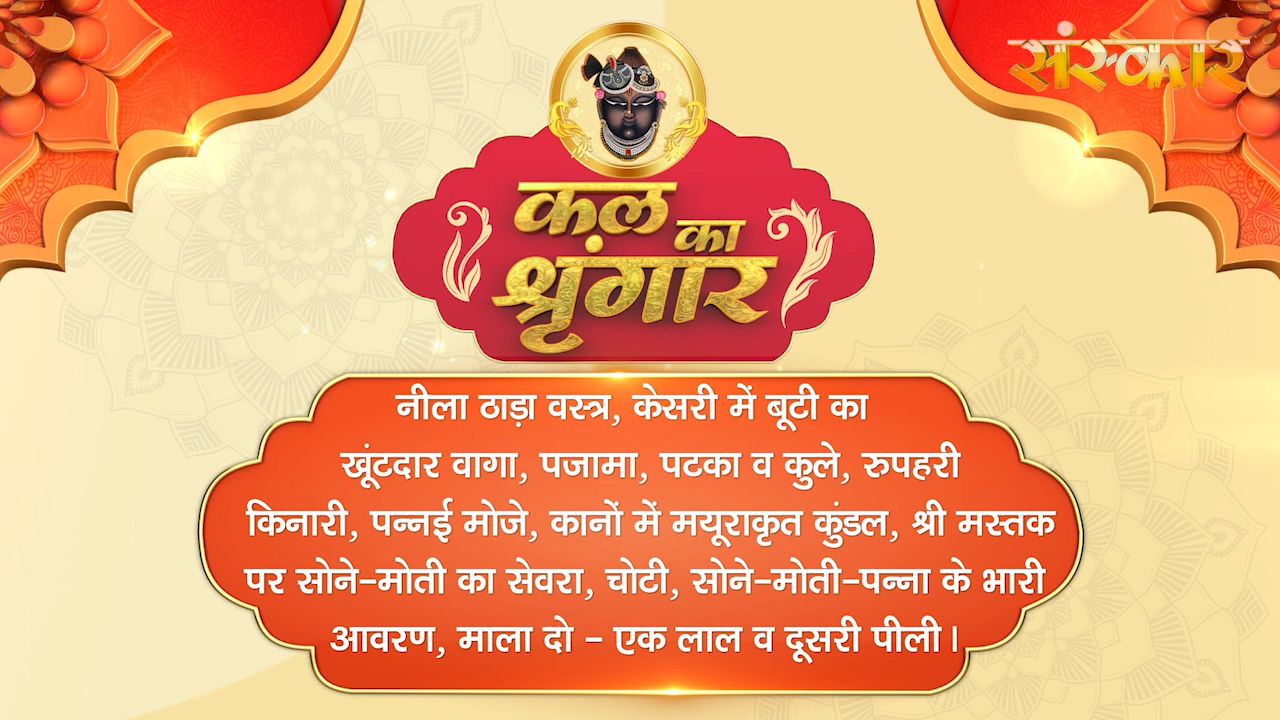 संस्कार
कल का
श्रृंगार
नीला ठाड़ा वस्त्र, केसरी में बूटी का
खूंटदार वागा, पजामा, पटका व कुले, रुपहरी
किनारी, पन्नई मोजे, कानों में मयूराकृत कुंडल, श्री मस्तक
पर सोने-मोती का सेवरा, चोटी, सोने-मोती-पन्ना के भारी
आवरण, माला दो - एक लाल व दूसरी पीली।